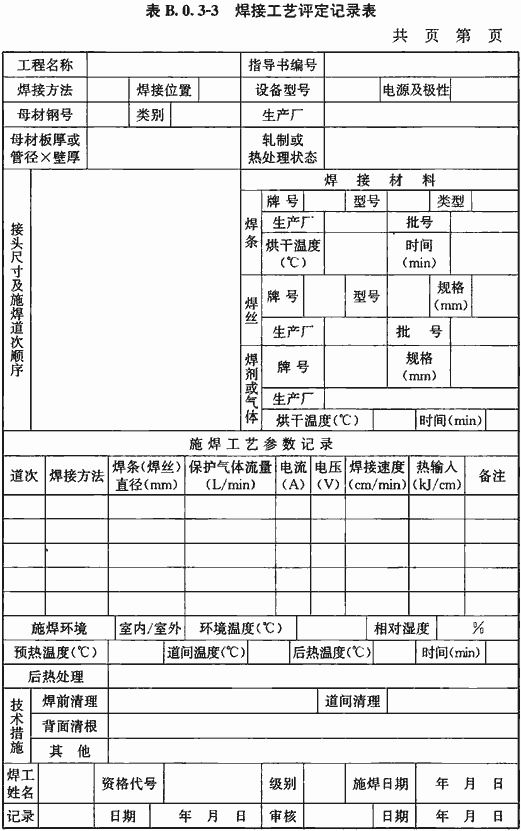 表 B.0.3-3 焊接工艺评定记录表
共 页 第 页
工程名称 指导书编号
焊接方法 焊接位置 设备型号 电源及极性
母材钢号 类别 生产厂
母材板厚或
管径×壁厚
轧制或
热处理状态
接头尺寸及施焊道次顺序
焊接材料
焊条
牌号 型号 类型
生产厂 批号
烘干温度
(℃)
时间
(min)
焊丝
牌号 型号
规格
(mm)
生产厂 批号
焊剂或气体
牌号
规格
(mm)
生产厂
烘干温度(℃) 时间(min)
施焊工艺参数记录
道次
焊接方法
焊条(焊丝)
直径(mm)
保护气体流量
(L/min)
电流
(A)
电压
(V)
焊接速度
(cm/min)
热输入
(kJ/cm)
备注
施焊环境 室内/室外 环境温度(℃) 相对湿度 %
预热温度(℃) 道间温度(℃) 后热温度(℃) 时间(min)
后热处理
技术措施
焊前清理 道间清理
背面清根
其他
焊工
姓名
资格代号 级别 施焊日期 年 月 日
记录 日期 年 月 日 审核 日期 年 月 日